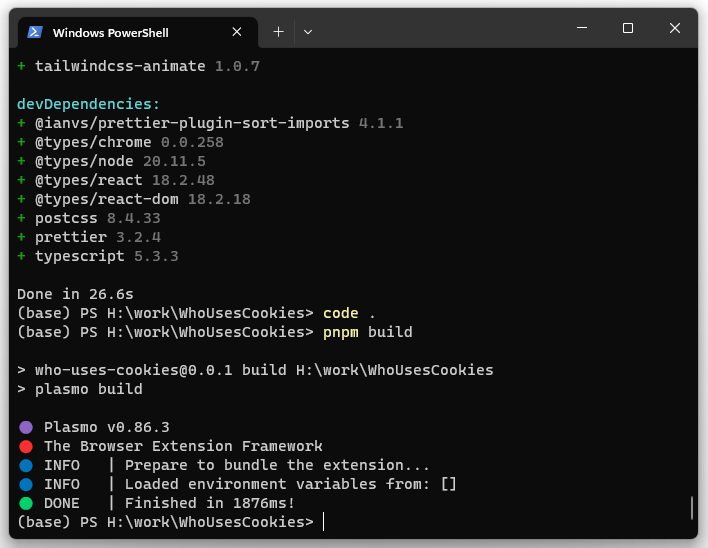 Windows PowerShell
+ tailwindcss-animate 1.0.7
devDependencies:
+ @ianvs/prettier-plugin-sort-imports 4.1.1
+ @types/chrome 0.0.258
+ @types/node 20.11.5
+ @types/react 18.2.48
+ @types/react-dom 18.2.18
+ postcss 8.4.33
+ prettier 3.2.4
+ typescript 5.3.3
Done in 26.6s
(base) PS H:\work\WhoUsesCookies> code .
(base) PS H:\work\WhoUsesCookies> pnpm build
> who-uses-cookies@0.0.1 build H:\work\WhoUsesCookies
> plasmo build
Plasmo v0.86.3
The Browser Extension Framework
INFO | Prepare to bundle the extension...
INFO | Loaded environment variables from: []
DONE | Finished in 1876ms!
(base) PS H:\work\WhoUsesCookies>